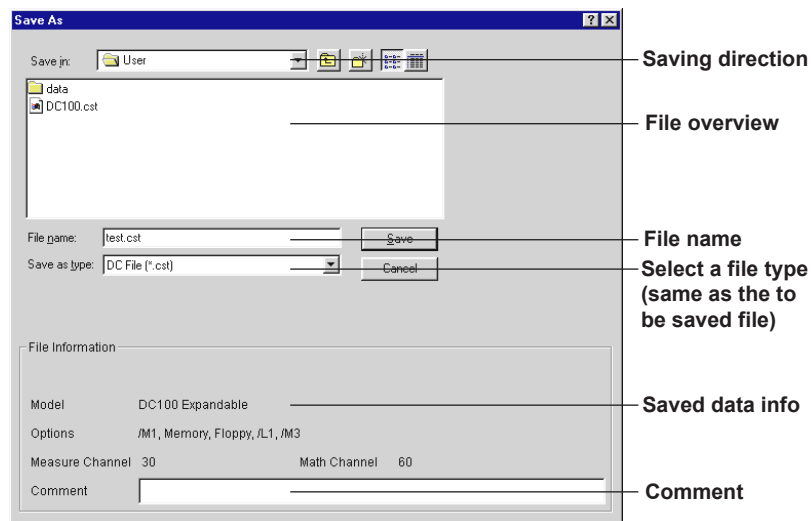 Save As
Save in: User
Saving direction
data
DC100.cst
File overview
File name: test.cst Save
File name
Save as type: DC File (*.cst) Cancel
Select a file type
(same as the to
be saved file)
File Information
Model DC100 Expandable
Saved data info
Options /M1, Memory, Floppy, /L1, /M3
Measure Channel 30 Math Channel 60
Comment
Comment